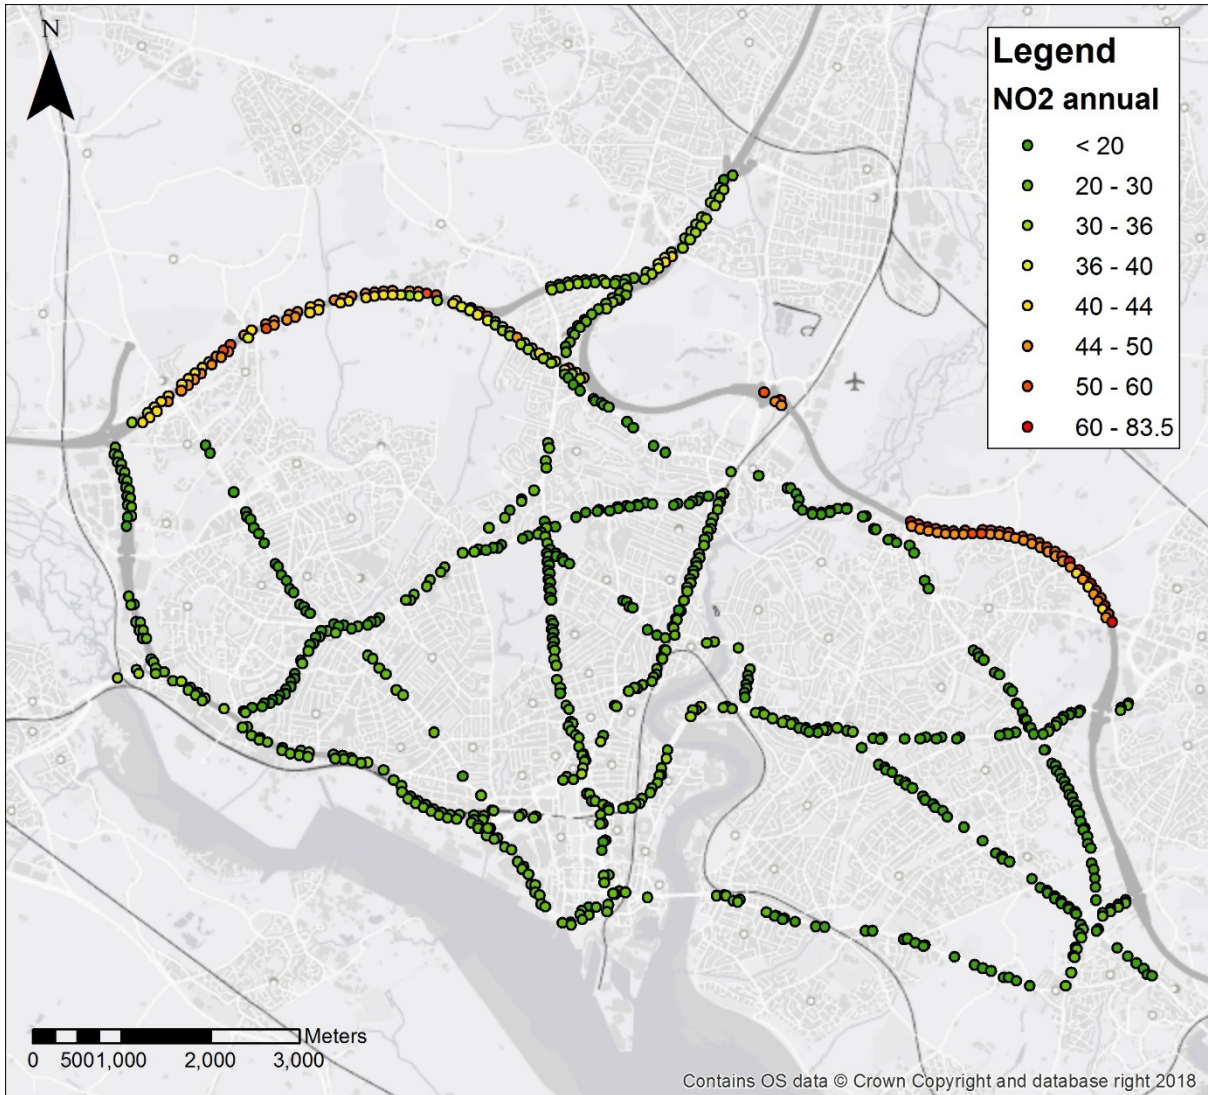 N
Legend
NO2 annual
< 20
20 - 30
30 - 36
36 - 40
40 - 44
44 - 50
50 - 60
60 - 83.5
Meters
0 5001,000 2,000 3,000
Contains OS data © Crown Copyright and database right 2018